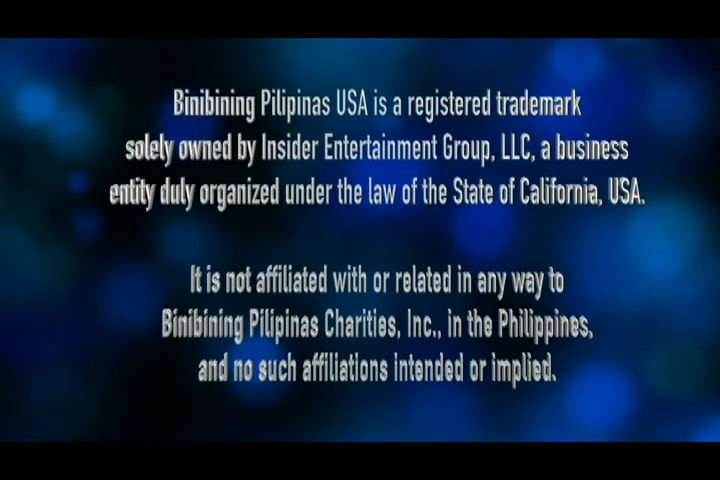 Binibining Pilipinas USA is a registered trademark
solely owned by Insider Entertainment Group, LLC, a business
entity duly organized under the law of the State of California, USA.
It is not affiliated with or related in any way to
Binibining Pilipinas Charities, Inc., in the Philippines,
and no such affiliations intended or implied.